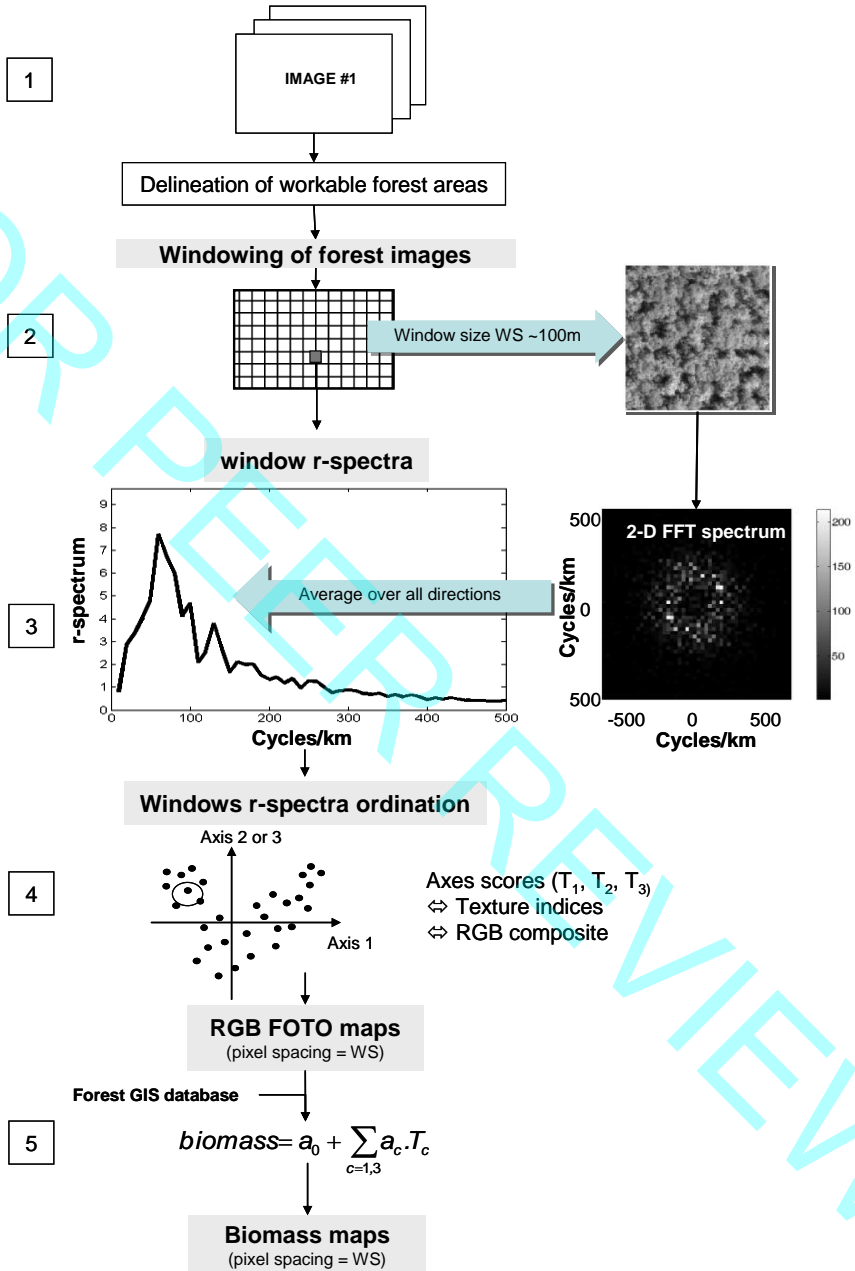 1
IMAGE #1
Delineation of workable forest areas
Windowing of forest images
2
Window size WS ~100m
window r-spectra
3
r-spectrum
9
8
7
6
5
4
3
2
1
0
0
100
200
300
400
500
Cycles/km
Average over all directions
2-D FFT spectrum
Cycles/km
500
0
500
-500
0
500
Cycles/km
200
150
100
50
Windows r-spectra ordination
4
Axis 2 or 3
Axis 1
Axes scores (T1, T2, T3)
⇔ Texture indices
⇔ RGB composite
RGB FOTO maps
(pixel spacing = WS)
Forest GIS database
5
biomass= a0 + ∑c=1,3 ac.Tc
Biomass maps
(pixel spacing = WS)
OR PEER REVIEW